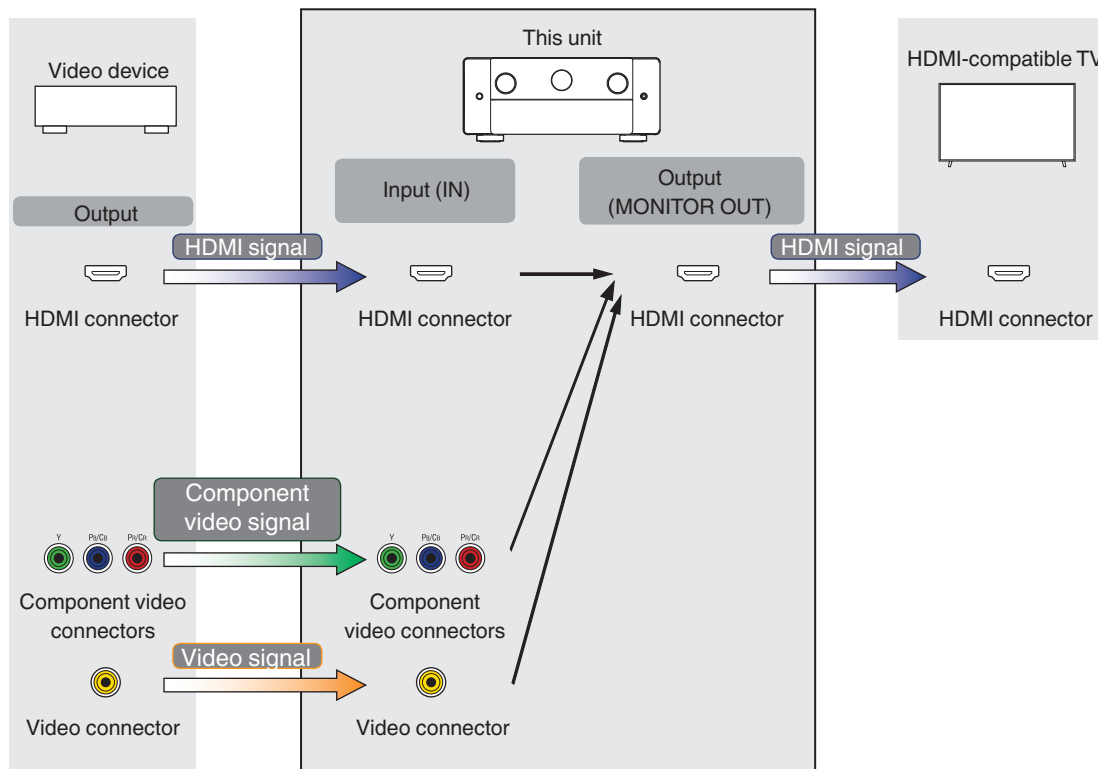 This unit
Video device
HDMI-compatible TV
Input (IN)
Output
(MONITOR OUT)
Output
HDMI signal
HDMI signal
HDMI connector
HDMI connector
HDMI connector
HDMI connector
Component
video signal
Y PB/CB PR/CR
Y PB/CB PR/CR
Component video
connectors
Component
video connectors
Video signal
Video connector
Video connector